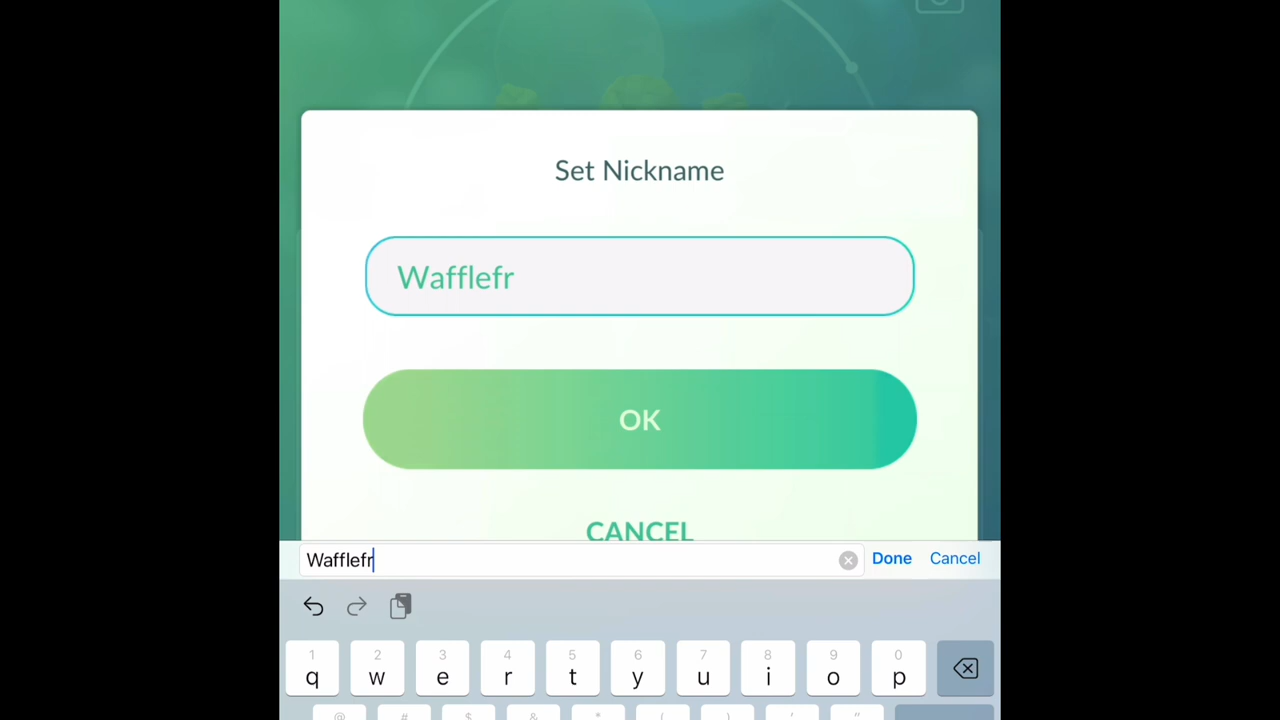 Set Nickname
Wafflefr
OK
CANCEL
Wafflefr Done Cancel
1 2 3 4 5 6 7 8 9 0
q w e r t y u i o p
@ # $ & * ( ) ' "